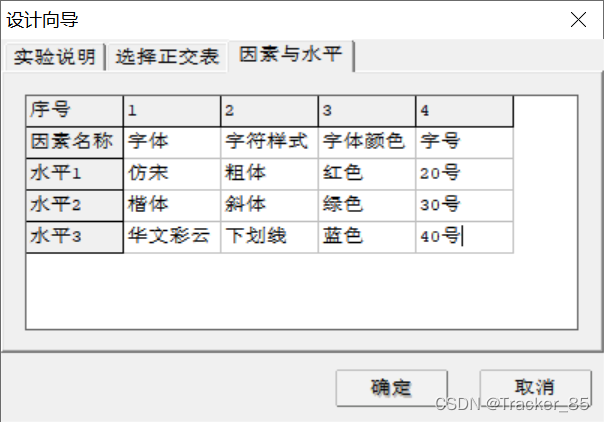 设计向导
实验说明 选择正交表 因素与水平
序号 1 2 3 4
因素名称 字体 字符样式 字体颜色 字号
水平1 仿宋 粗体 红色 20号
水平2 楷体 斜体 绿色 30号
水平3 华文彩云 下划线 蓝色 40号
确定 取消
CSDN @Tracker_85